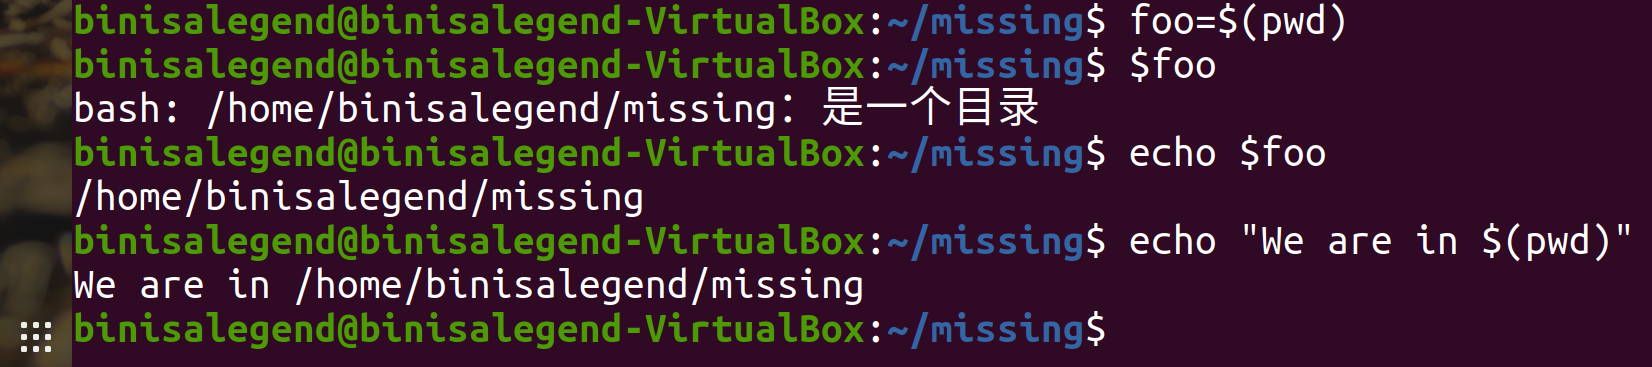 binisalegend@binisalegend-VirtualBox:~/missing$ foo=$(pwd)
binisalegend@binisalegend-VirtualBox:~/missing$ $foo
bash: /home/binisalegend/missing: 是一个目录
binisalegend@binisalegend-VirtualBox:~/missing$ echo $foo
/home/binisalegend/missing
binisalegend@binisalegend-VirtualBox:~/missing$ echo "We are in $(pwd)"
We are in /home/binisalegend/missing
binisalegend@binisalegend-VirtualBox:~/missing$